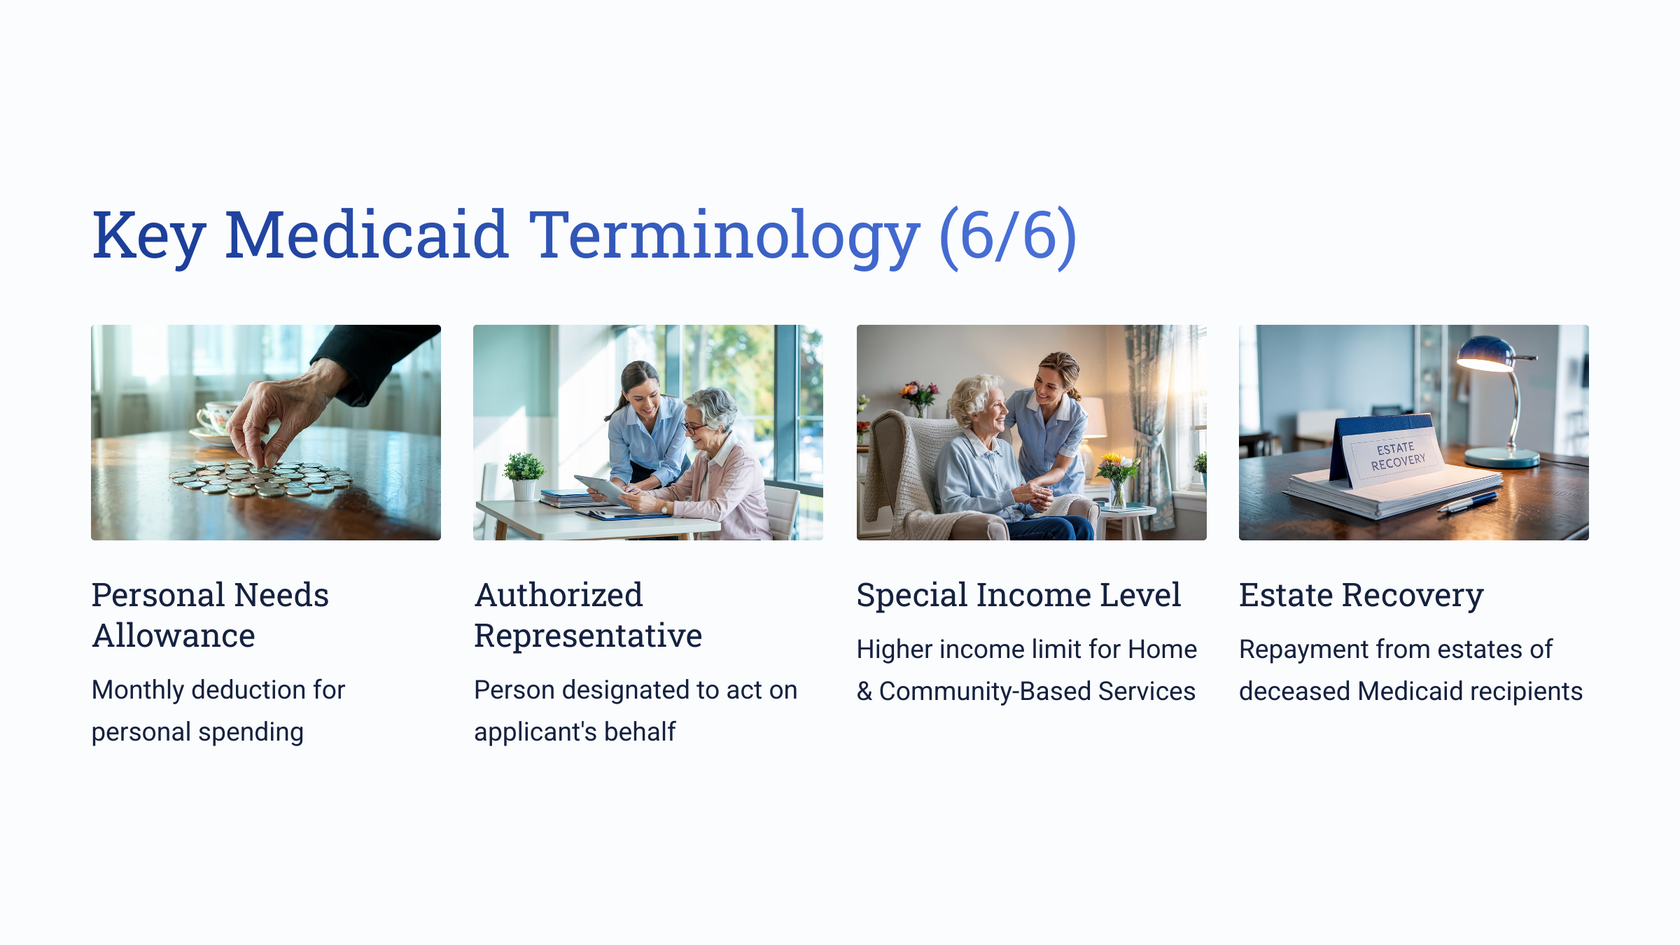 Key Medicaid Terminology (6/6)
ESTATE
RECOVERY
Personal Needs
Allowance
Monthly deduction for
personal spending
Authorized
Representative
Person designated to act on
applicant's behalf
Special Income Level
Higher income limit for Home
& Community-Based Services
Estate Recovery
Repayment from estates of
deceased Medicaid recipients